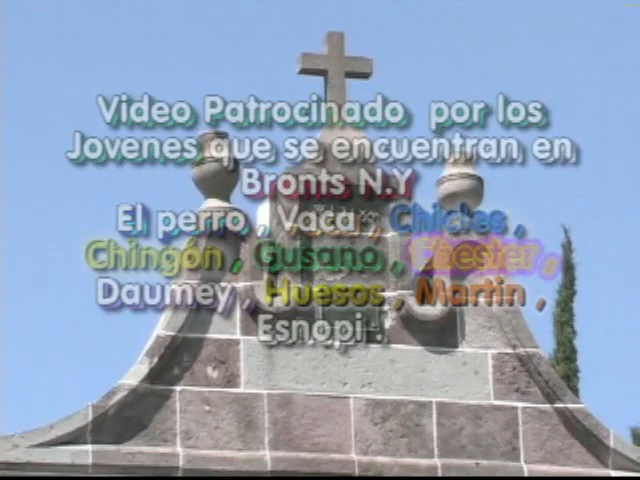 Video Patrocinado por los
Jovenes que se encuentran en
Bronts N.Y
El perro , Vaca , Chicles ,
Chingón , Gusano , Chester ,
Daumey , Huesos , Martin ,
Esnopi .